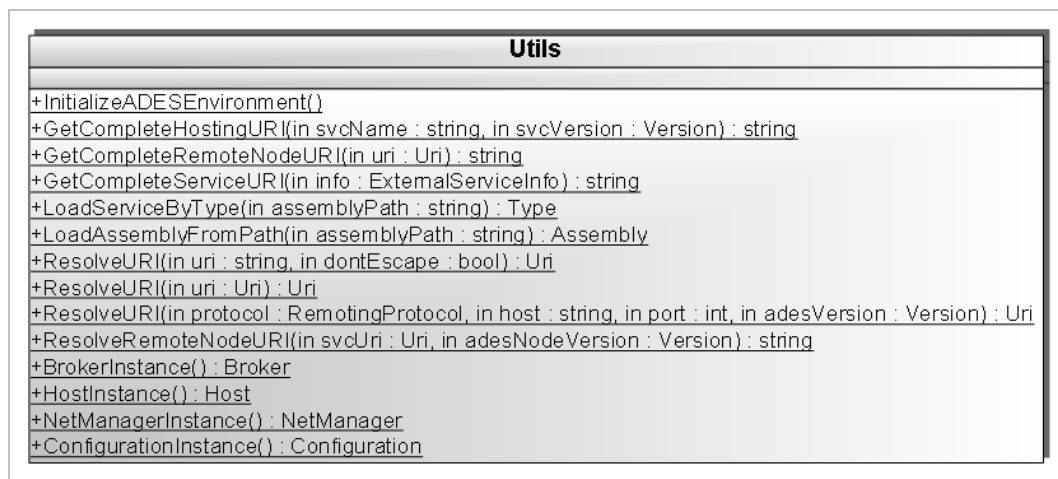 Utils
+InitializeADESEnvironment()
+GetCompleteHostingURI(in svcName : string, in svcVersion : Version) : string
+GetCompleteRemoteNodeURI(in uri : Uri) : string
+GetCompleteServiceURI(in info : ExternalServiceInfo) : string
+LoadServiceByType(in assemblyPath : string) : Type
+LoadAssemblyFromPath(in assemblyPath : string) : Assembly
+ResolveURI(in uri : string, in dontEscape : bool) : Uri
+ResolveURI(in uri : Uri) : Uri
+ResolveURI(in protocol : RemotingProtocol, in host : string, in port : int, in adesVersion : Version) : Uri
+ResolveRemoteNodeURI(in svcUri : Uri, in adesNodeVersion : Version) : string
+BrokerInstance() : Broker
+HostInstance() : Host
+NetManagerInstance() : NetManager
+ConfigurationInstance() : Configuration